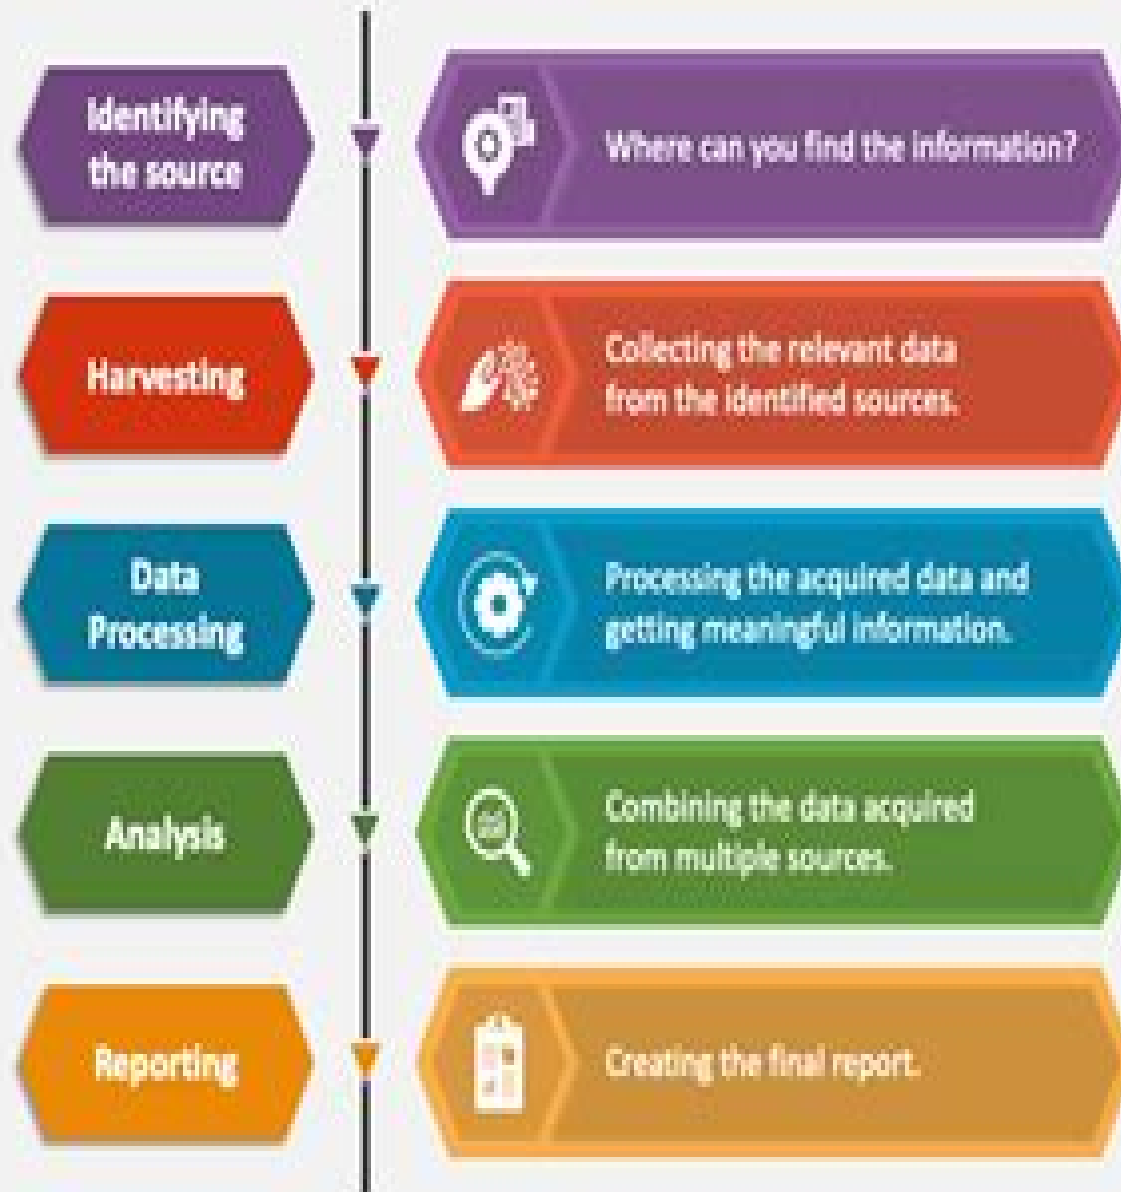 Identifying
the source
Where can you find the information?
Harvesting
Collecting the relevant data
from the identified sources.
Data
Processing
Processing the acquired data and
getting meaningful information.
Analysis
Combining the data acquired
from multiple sources.
Reporting
Creating the final report.